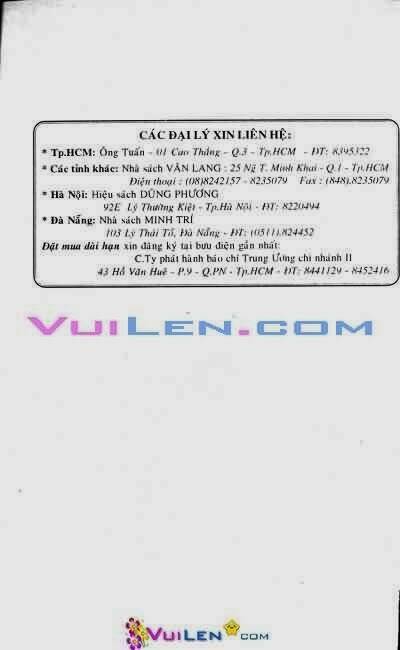 CÁC ĐẠI LÝ XIN LIÊN HỆ:
* Tp.HCM: Ông Tuấn - 01 Cao Thắng - Q.3 - Tp.HCM - ĐT: 8395322
* Các tỉnh khác: Nhà sách VĂN LANG : 25 Ng T. Minh Khai - Q.1 - Tp.HCM
Điện thoại : (08)8242157 - 8235079 Fax : (848).8235079
* Hà Nội: Hiệu sách DŨNG PHƯƠNG
92E Lý Thường Kiệt - Tp.Hà Nội - ĐT: 8220494
* Đà Nẵng: Nhà sách MINH TRÍ
103 Lý Thái Tổ, Đà Nẵng - ĐT: (0511).824452
Đặt mua dài hạn xin đăng ký tại bưu điện gần nhất:
C.Ty phát hành báo chí Trung Ương chi nhánh II
43 Hồ Văn Huê - P.9 - Q.PN - Tp.HCM - ĐT: 8441129 - 8452416
VUILEN.COM
VUILEN.COM